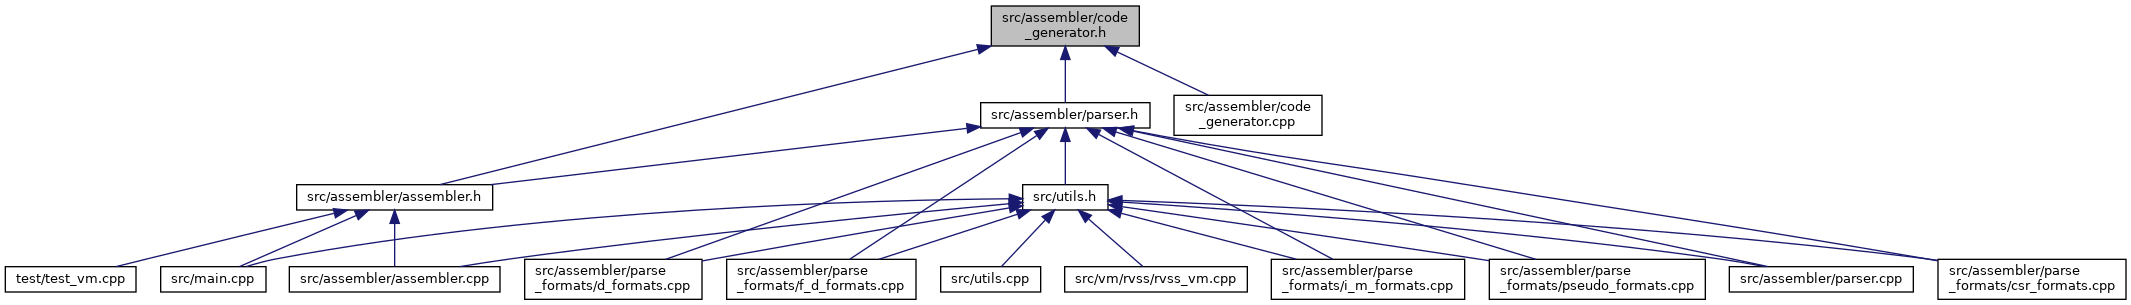 src/assembler/code
_generator.h
src/assembler/parser.h
src/assembler/code
_generator.cpp
src/assembler/assembler.h
src/utils.h
test/test_vm.cpp
src/main.cpp
src/assembler/assembler.cpp
src/assembler/parse
_formats/d_formats.cpp
src/assembler/parse
_formats/f_d_formats.cpp
src/utils.cpp
src/vm/rvss/rvss_vm.cpp
src/assembler/parse
_formats/i_m_formats.cpp
src/assembler/parse
_formats/pseudo_formats.cpp
src/assembler/parser.cpp
src/assembler/parse
_formats/csr_formats.cpp